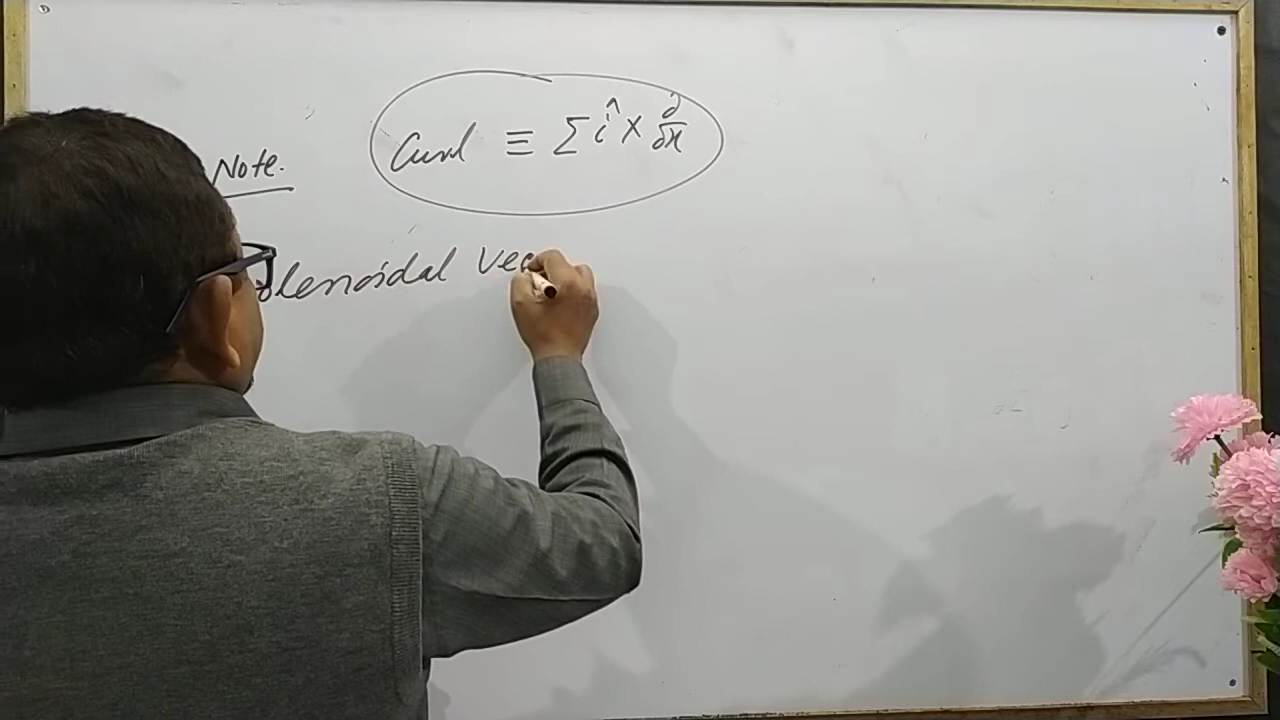 Curl ≡ ∑ î × ∂/∂x
Note.
olenoidal Vec